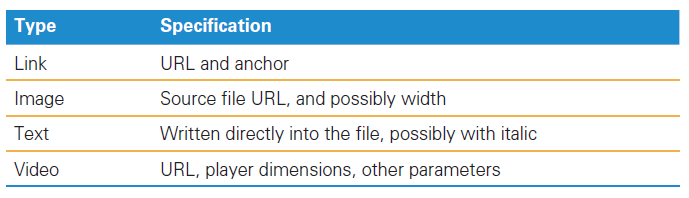 Type Specification
Link URL and anchor
Image Source file URL, and possibly width
Text Written directly into the file, possibly with italic
Video URL, player dimensions, other parameters